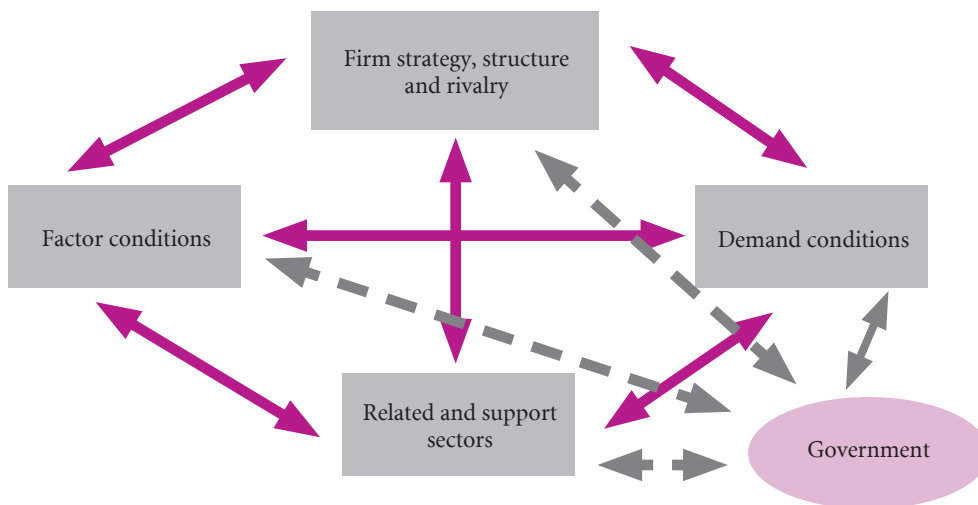 Firm strategy, structure
and rivalry
Factor conditions
Demand conditions
Related and support
sectors
Government